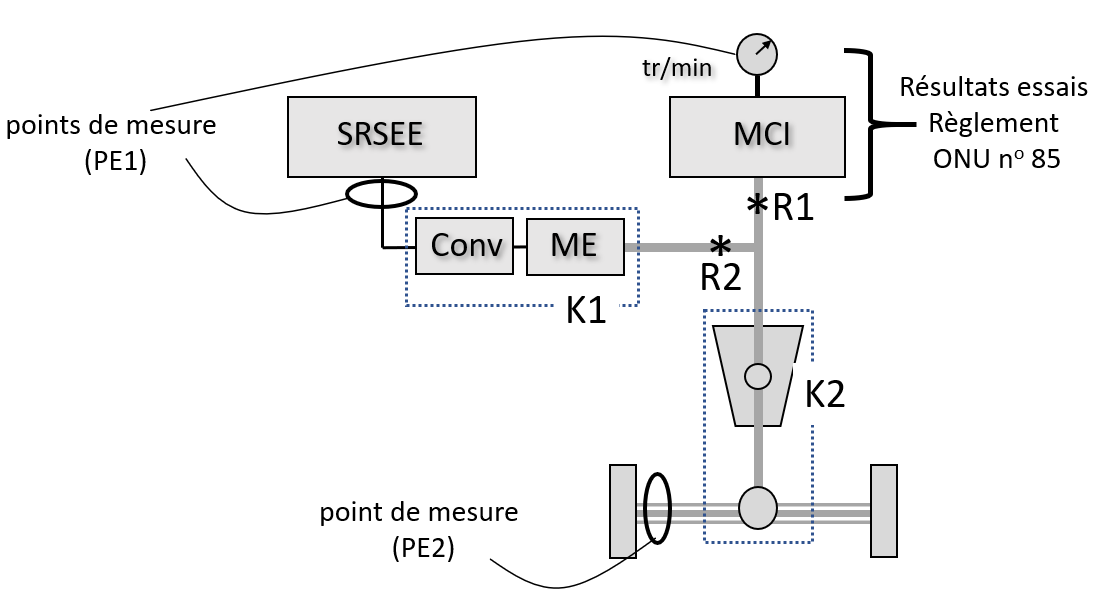 tr/min
Résultats essais
Règlement
ONU nº 85
points de mesure
(PE1)
SRSEE
MCI
R1
Conv
ME
R2
K1
K2
point de mesure
(PE2)